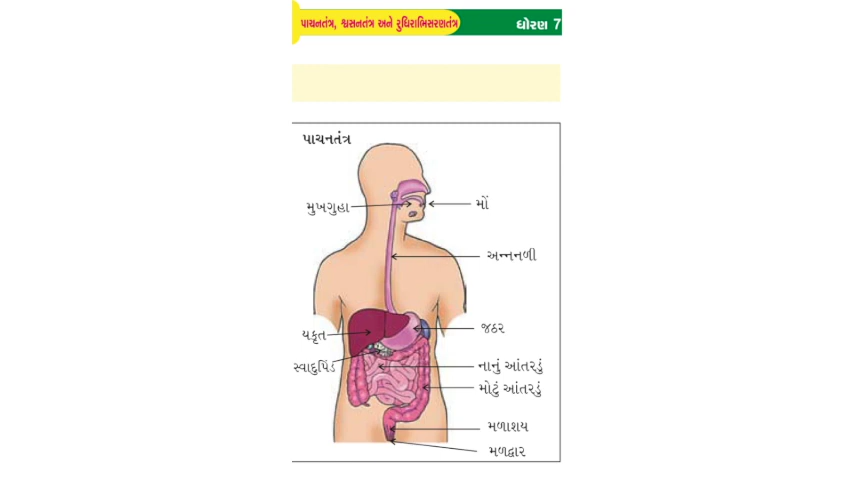 પાચનતંત્ર, શ્વસનતંત્ર અને રુધિરાભિસરણતંત્ર
ધોરણ 7
પાચનતંત્ર
મુખગુહા
મોં
અન્નનળી
જઠર
યકૃત
સ્વાદુપિંડ
નાનું આંતરડું
મોટું આંતરડું
મળાશય
મળદ્વાર